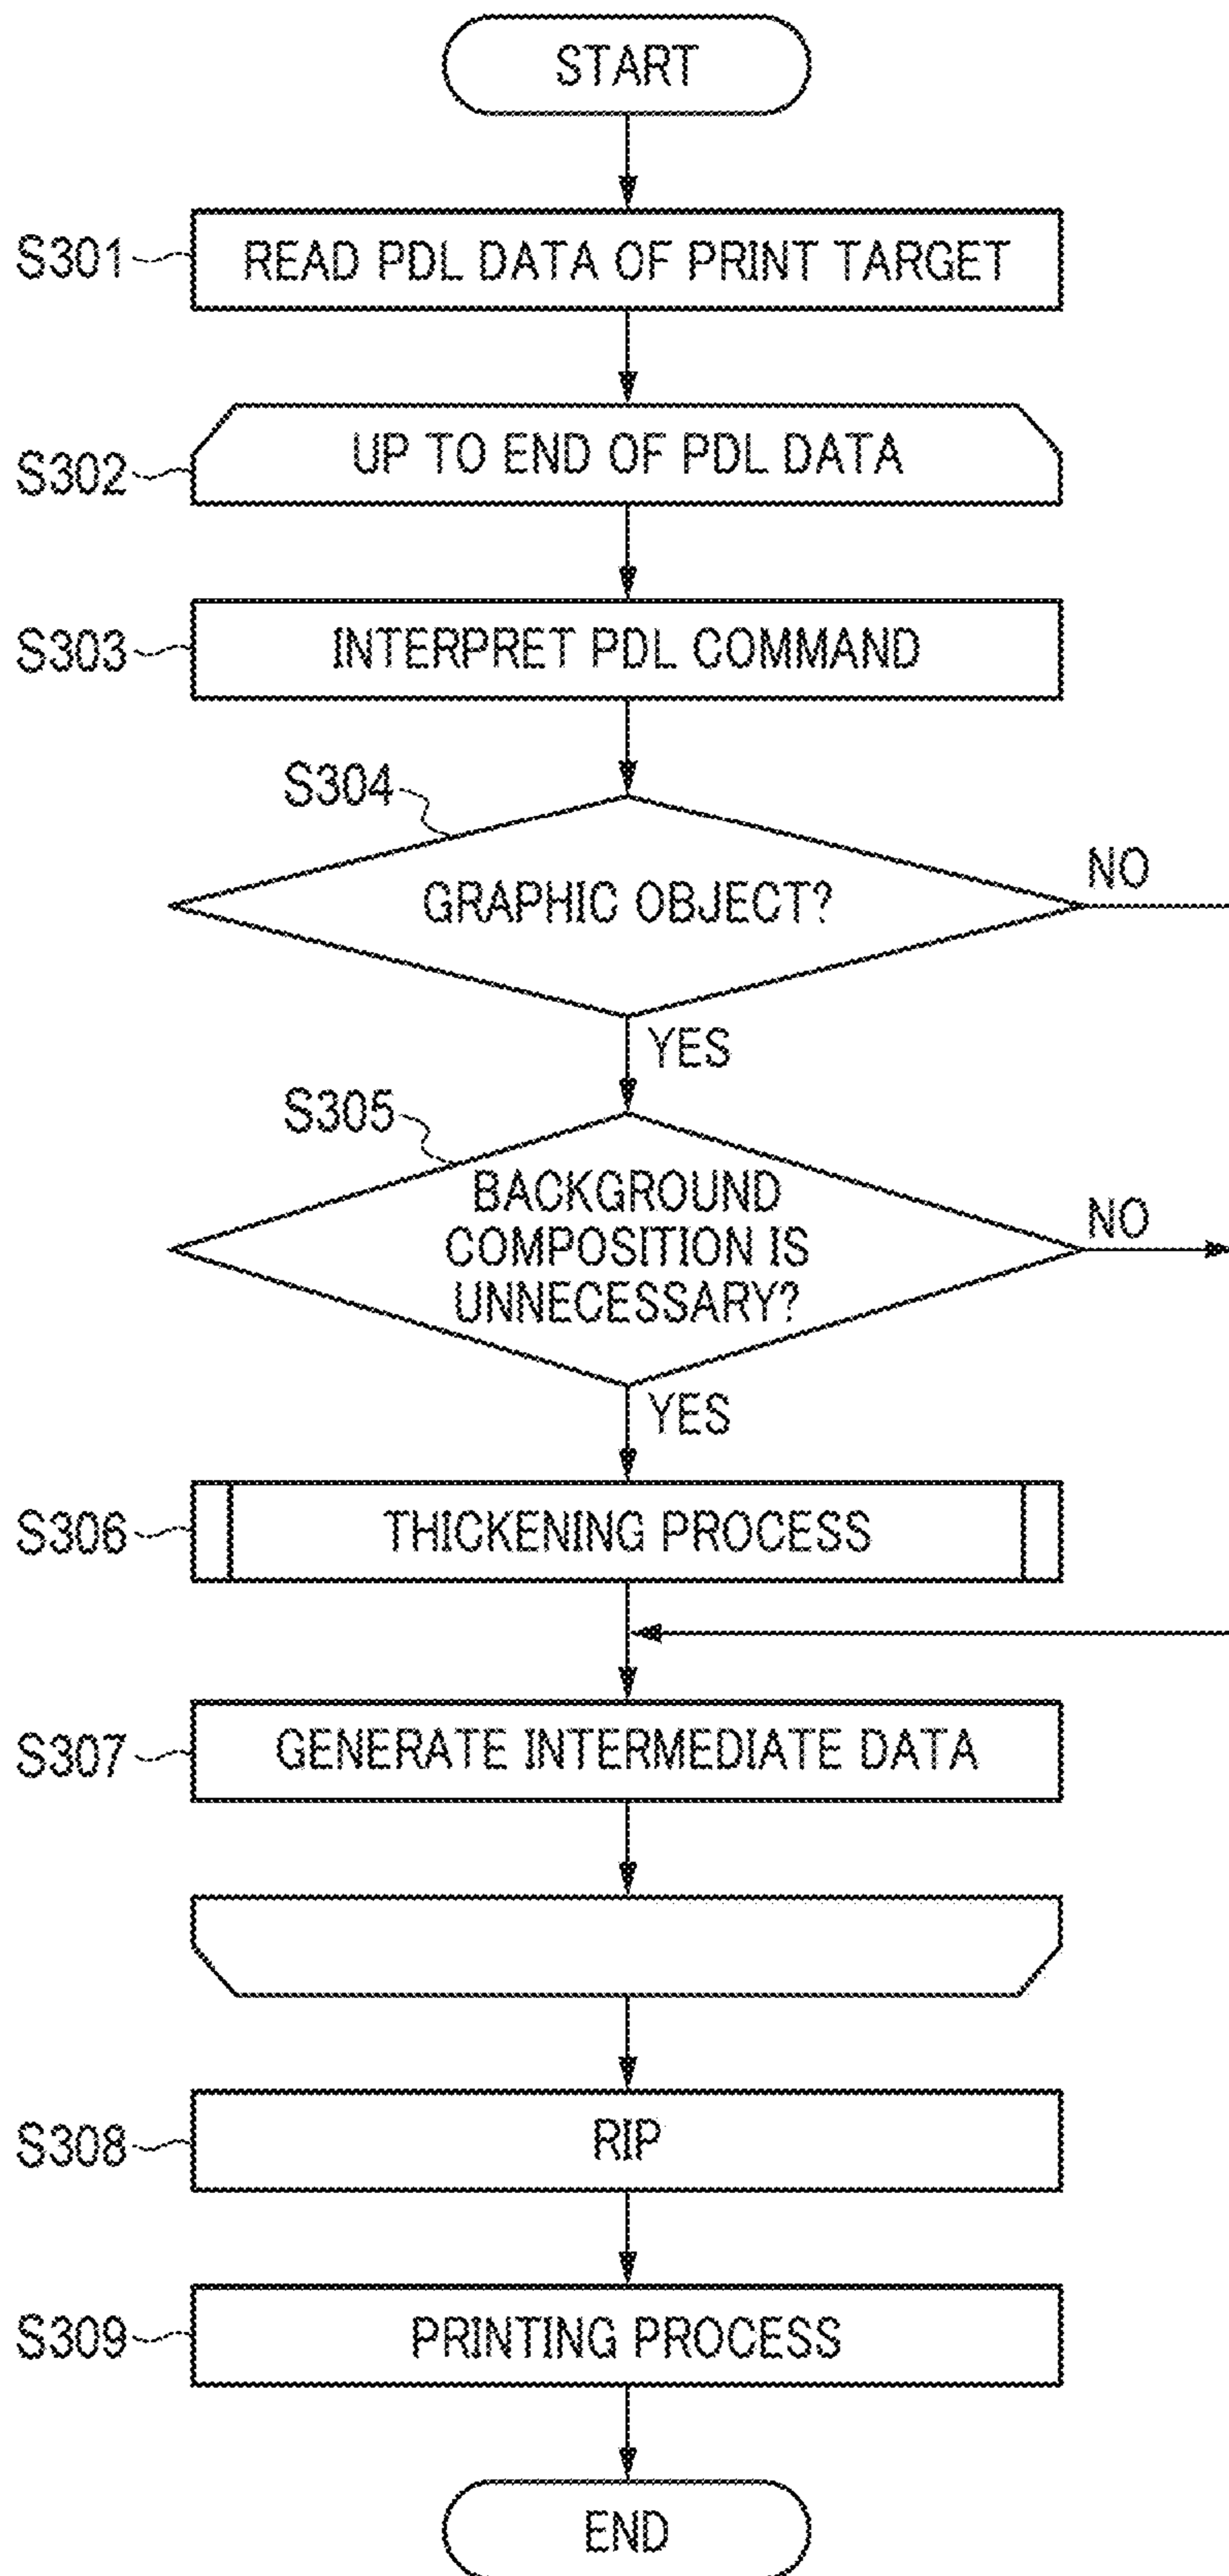 START
S301
READ PDL DATA OF PRINT TARGET
S302
UP TO END OF PDL DATA
S303
INTERPRET PDL COMMAND
S304
GRAPHIC OBJECT?
NO
YES
S305
BACKGROUND
COMPOSITION IS
UNNECESSARY?
NO
YES
S306
THICKENING PROCESS
S307
GENERATE INTERMEDIATE DATA
S308
RIP
S309
PRINTING PROCESS
END